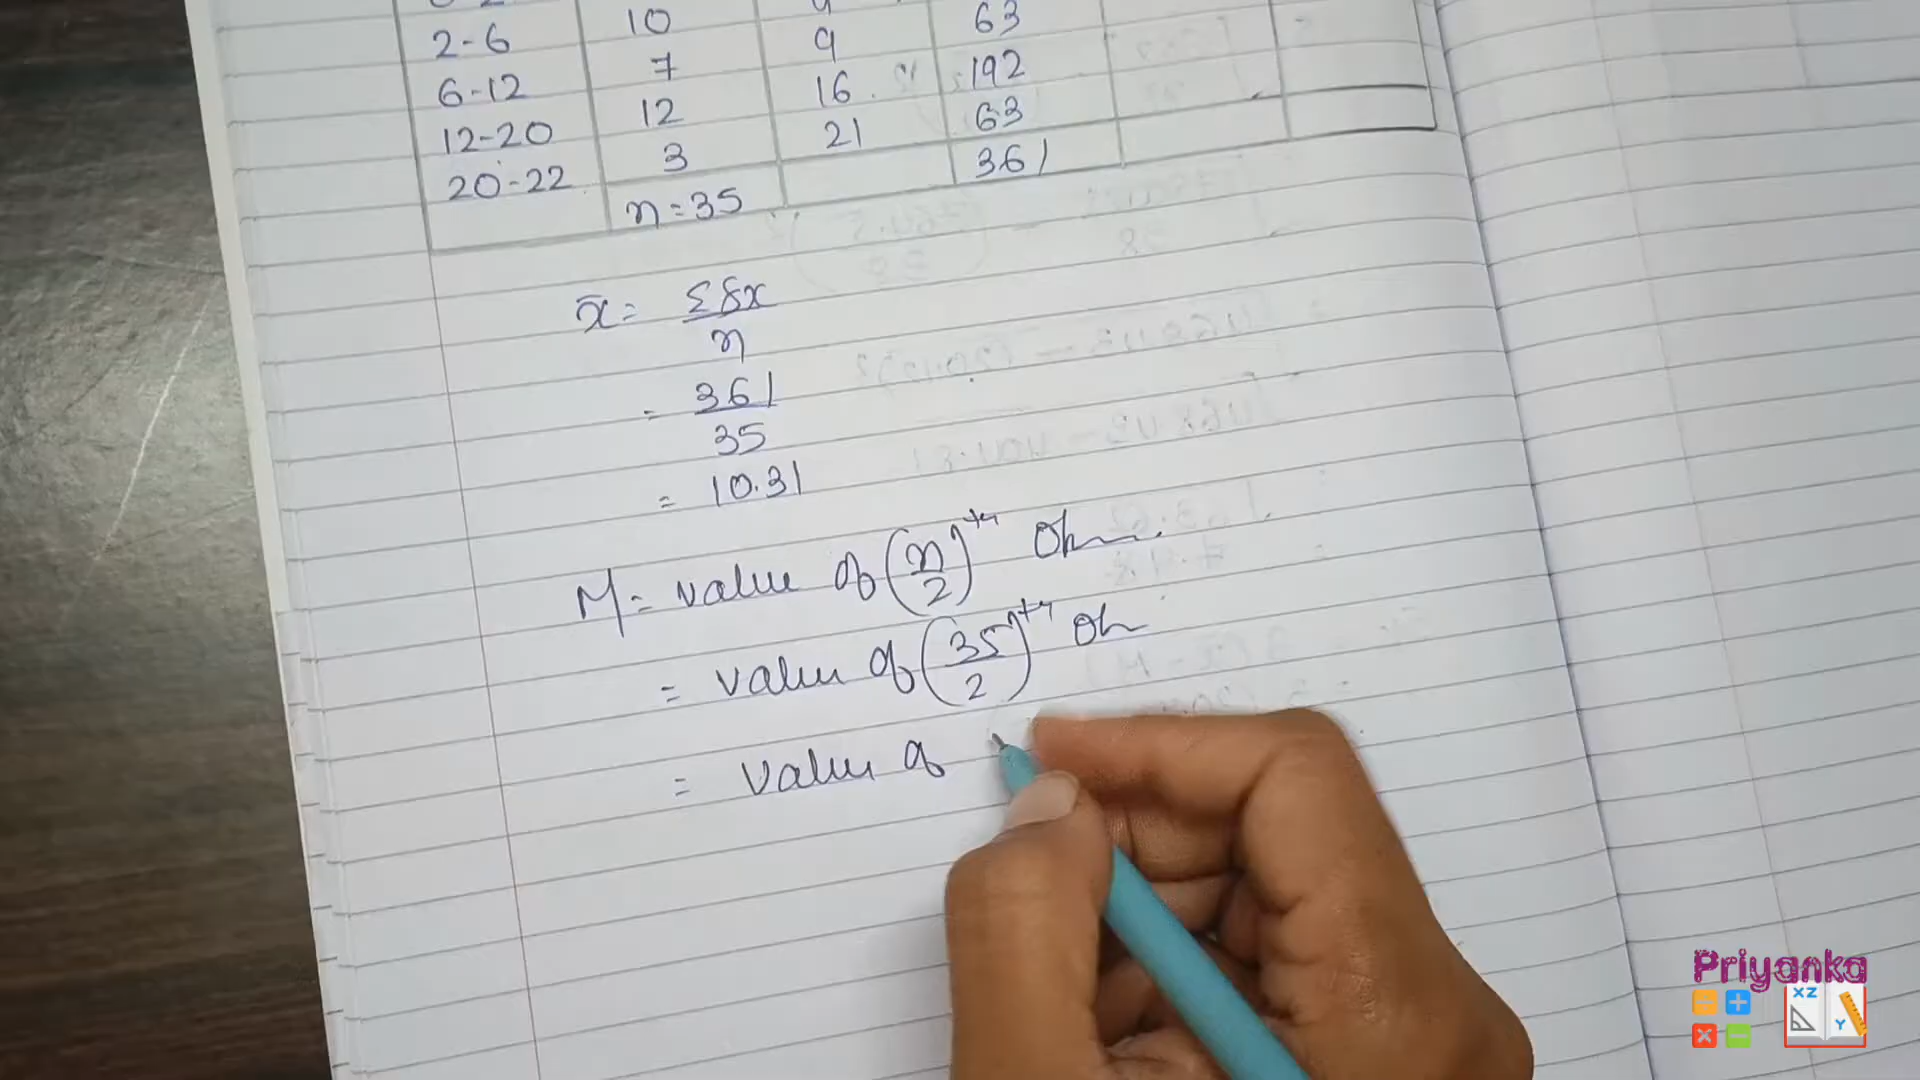 2-6 10 63
6-12 7 9 192
12-20 12 16 63
20-22 3 21 361
n=35
x̄ = Σfx
n
= 361
35
= 10.31
M = value of (n/2)th Obs.
= value of (35/2)th Ob
= value of
Priyanka
XZ
Y